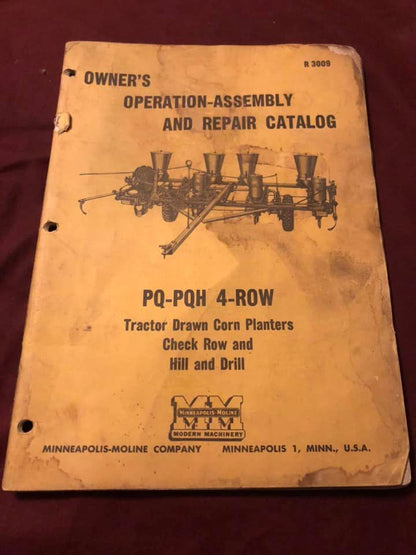 R 3009
OWNER'S
OPERATION-ASSEMBLY
AND REPAIR CATALOG
PQ-PQH 4-ROW
Tractor Drawn Corn Planters
Check Row and
Hill and Drill
MM
MINNEAPOLIS-MOLINE
MTM
MODERN MACHINERY
MINNEAPOLIS-MOLINE COMPANY MINNEAPOLIS 1, MINN., U.S.A.